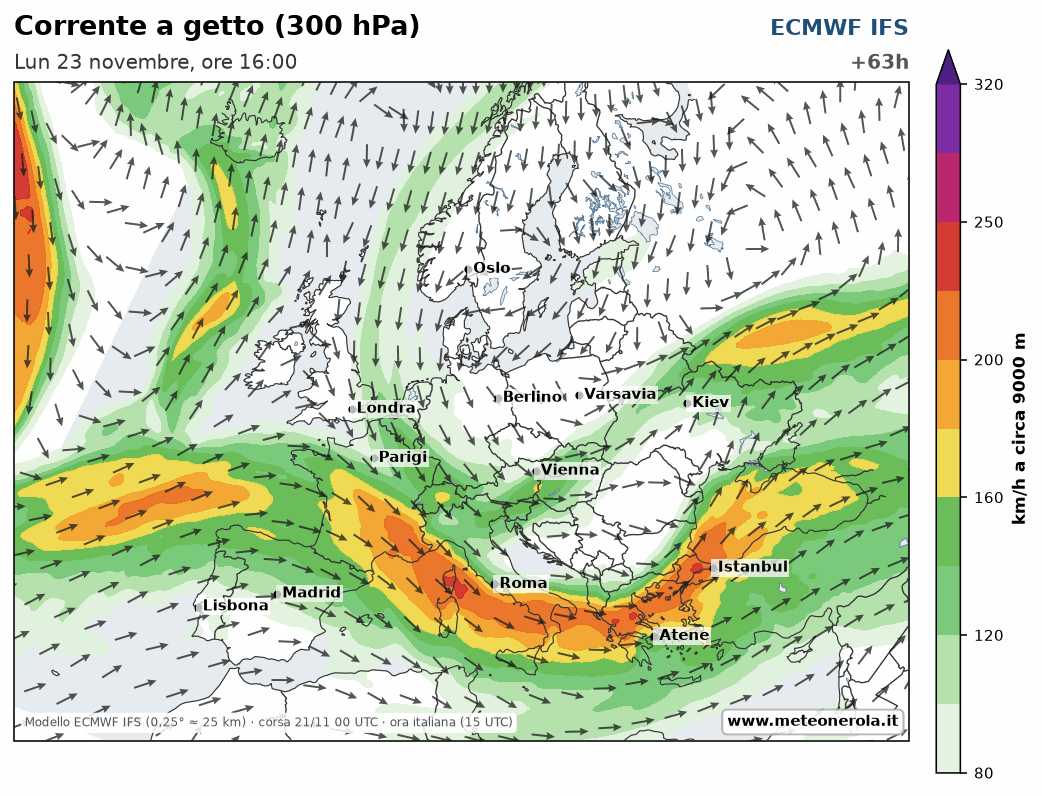 Corrente a getto (300 hPa)
ECMWF IFS
Lun 23 novembre, ore 16:00
+63h
320
250
200
160
120
80
km/h a circa 9000 m
Oslo
Berlino
Varsavia
Kiev
Londra
Parigi
Vienna
Istanbul
Roma
Madrid
Lisbona
Atene
Modello ECMWF IFS (0,25° ≈ 25 km) · corsa 21/11 00 UTC · ora italiana (15 UTC)
www.meteonerola.it